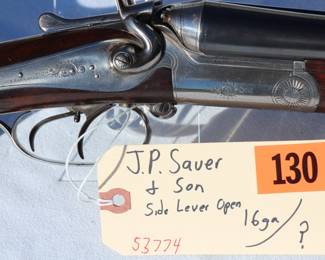 J.P. Sauer
& Son
Side Lever Open
16ga/?
53774
130